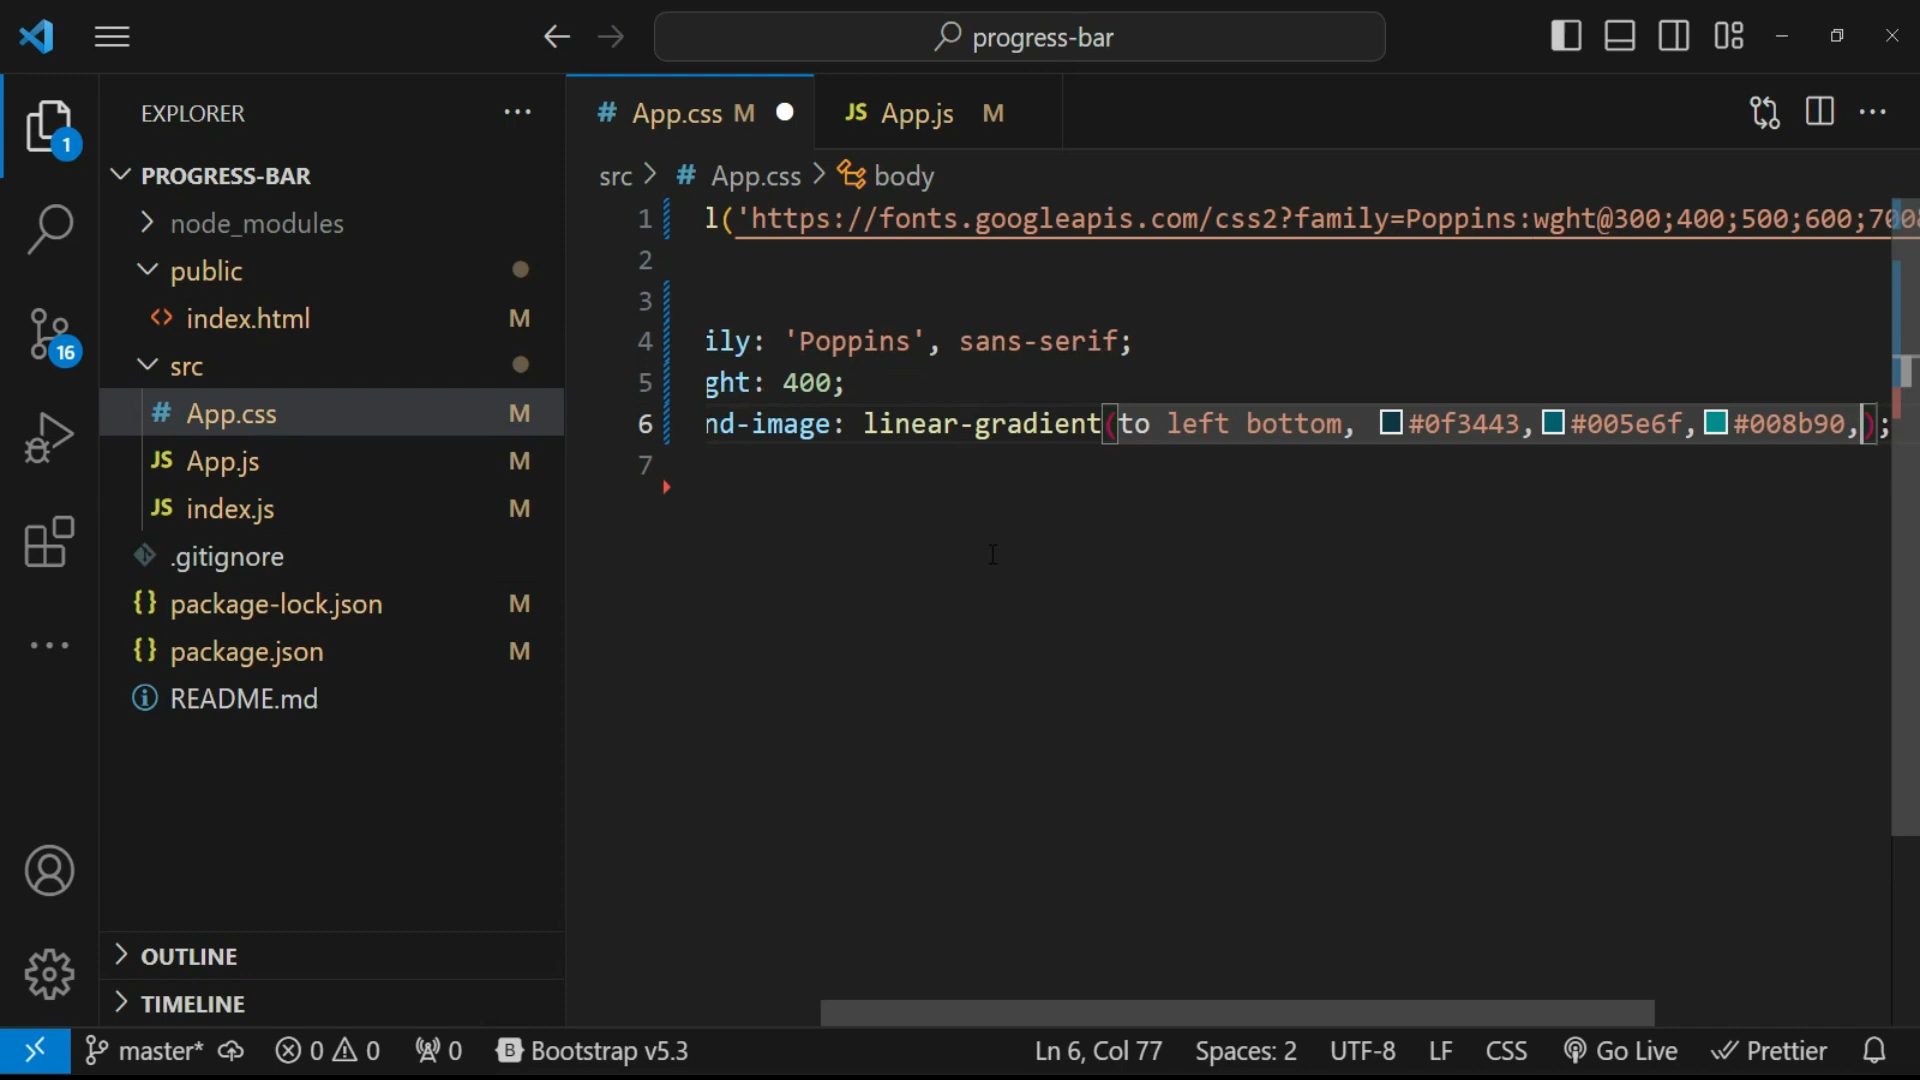 progress-bar
EXPLORER
# App.css M
JS App.js M
PROGRESS-BAR
src > # App.css > body
node_modules
public
<> index.html M
src
# App.css M
JS App.js M
JS index.js M
.gitignore
{} package-lock.json M
{} package.json M
README.md
OUTLINE
TIMELINE
1
16
1 l('https://fonts.googleapis.com/css2?family=Poppins:wght@300;400;500;600;700&
2
3
4 ily: 'Poppins', sans-serif;
5 ght: 400;
6 nd-image: linear-gradient(to left bottom, #0f3443,#005e6f,#008b90,);
7
master* 0 0 0 B Bootstrap v5.3 Ln 6, Col 77 Spaces: 2 UTF-8 LF CSS Go Live Prettier